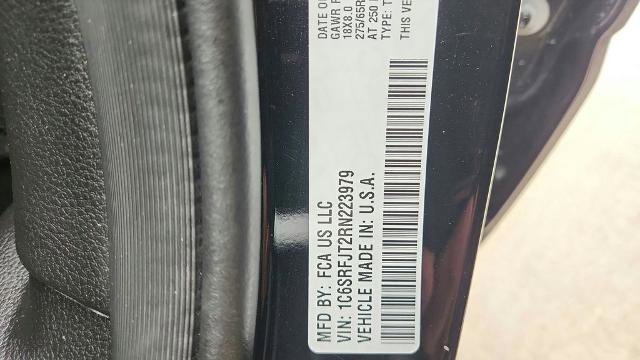 MFD BY: FCA US LLC
VIN: 1C6SRFJT2RN223979
VEHICLE MADE IN: U.S.A.
DATE O
GAWR F
18X8.0
275/65R
AT 250
TYPE: T
THIS VE